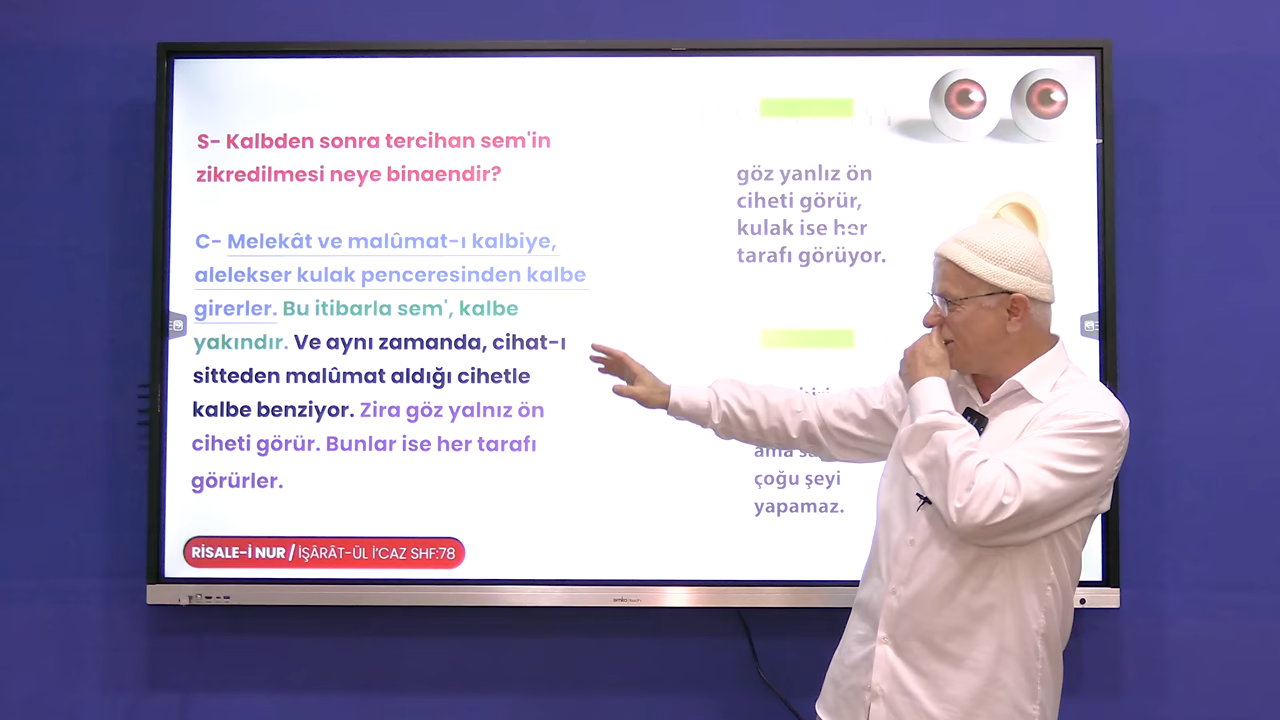 S- Kalbden sonra tercihan sem'in
zikredilmesi neye binaendir?
C- Melekât ve malûmat-ı kalbiye,
alelekser kulak penceresinden kalbe
girerler. Bu itibarla sem', kalbe
yakındır. Ve aynı zamanda, cihat-ı
sitteden malûmat aldığı cihetle
kalbe benziyor. Zira göz yalnız ön
ciheti görür. Bunlar ise her tarafı
görürler.
RİSALE-İ NUR / İŞÂRÂT-ÜL İ'CAZ SHF:78
göz yanlız ön
ciheti görür,
kulak ise her
tarafı görüyor.
ama
çoğu şeyi
yapamaz.